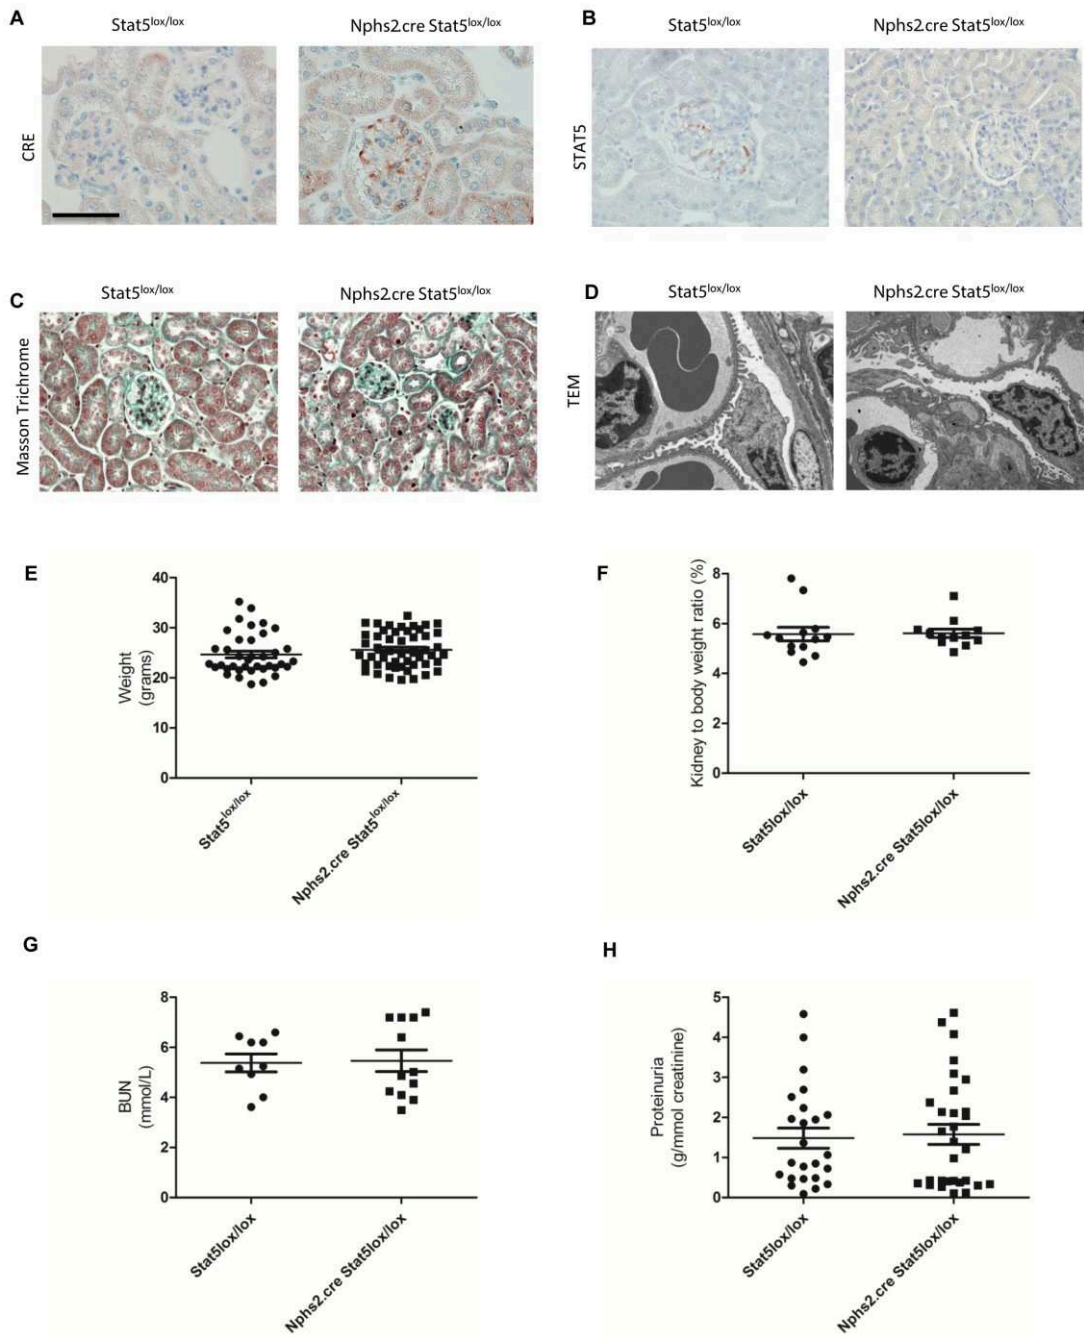 A
Stat5lox/lox
Nphs2.cre Stat5lox/lox
CRE
B
Stat5lox/lox
Nphs2.cre Stat5lox/lox
STAT5
C
Stat5lox/lox
Nphs2.cre Stat5lox/lox
Masson Trichrome
D
Stat5lox/lox
Nphs2.cre Stat5lox/lox
TEM
E
Weight
(grams)
40
30
20
10
0
Stat5lox/lox
Nphs2.cre Stat5lox/lox
F
Kidney to body weight ratio (%)
8
6
4
2
0
Stat5lox/lox
Nphs2.cre Stat5lox/lox
G
BUN
(mmol/L)
8
6
4
2
0
Stat5lox/lox
Nphs2.cre Stat5lox/lox
H
Proteinuria
(g/mmol creatinine)
5
4
3
2
1
0
Stat5lox/lox
Nphs2.cre Stat5lox/lox